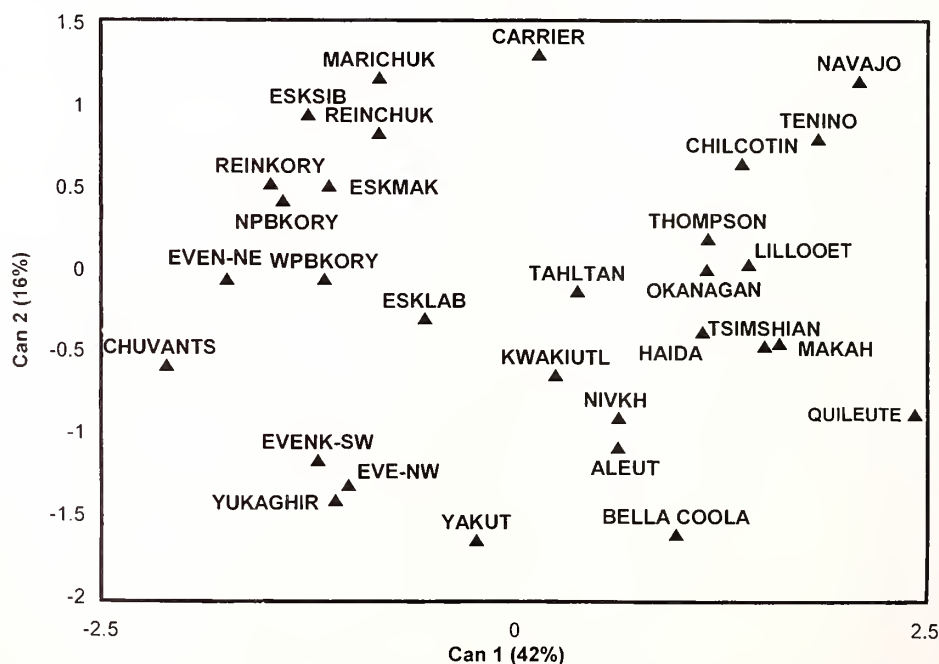 1.5
CARRIER
MARICHUK
NAVAJO
ESKSIB
1
REINCHUK
TENINO
CHILCOTIN
REINKORY
0.5
ESKMAK
NPBKORY
THOMPSON
EVEN-NE WPBKORY
LILLOOET
0
TAHLTAN
OKANAGAN
ESKLAB
Can 2 (16%)
CHUVANTS
-0.5
TSIMSHIAN
HAIDA
MAKAH
KWAKIUTL
NIVKH
QUILEUTE
-1
EVENK-SW
EVE-NW
ALEUT
YUKAGHIR
-1.5
YAKUT
BELLA COOLA
-2
-2.5
0
2.5
Can 1 (42%)